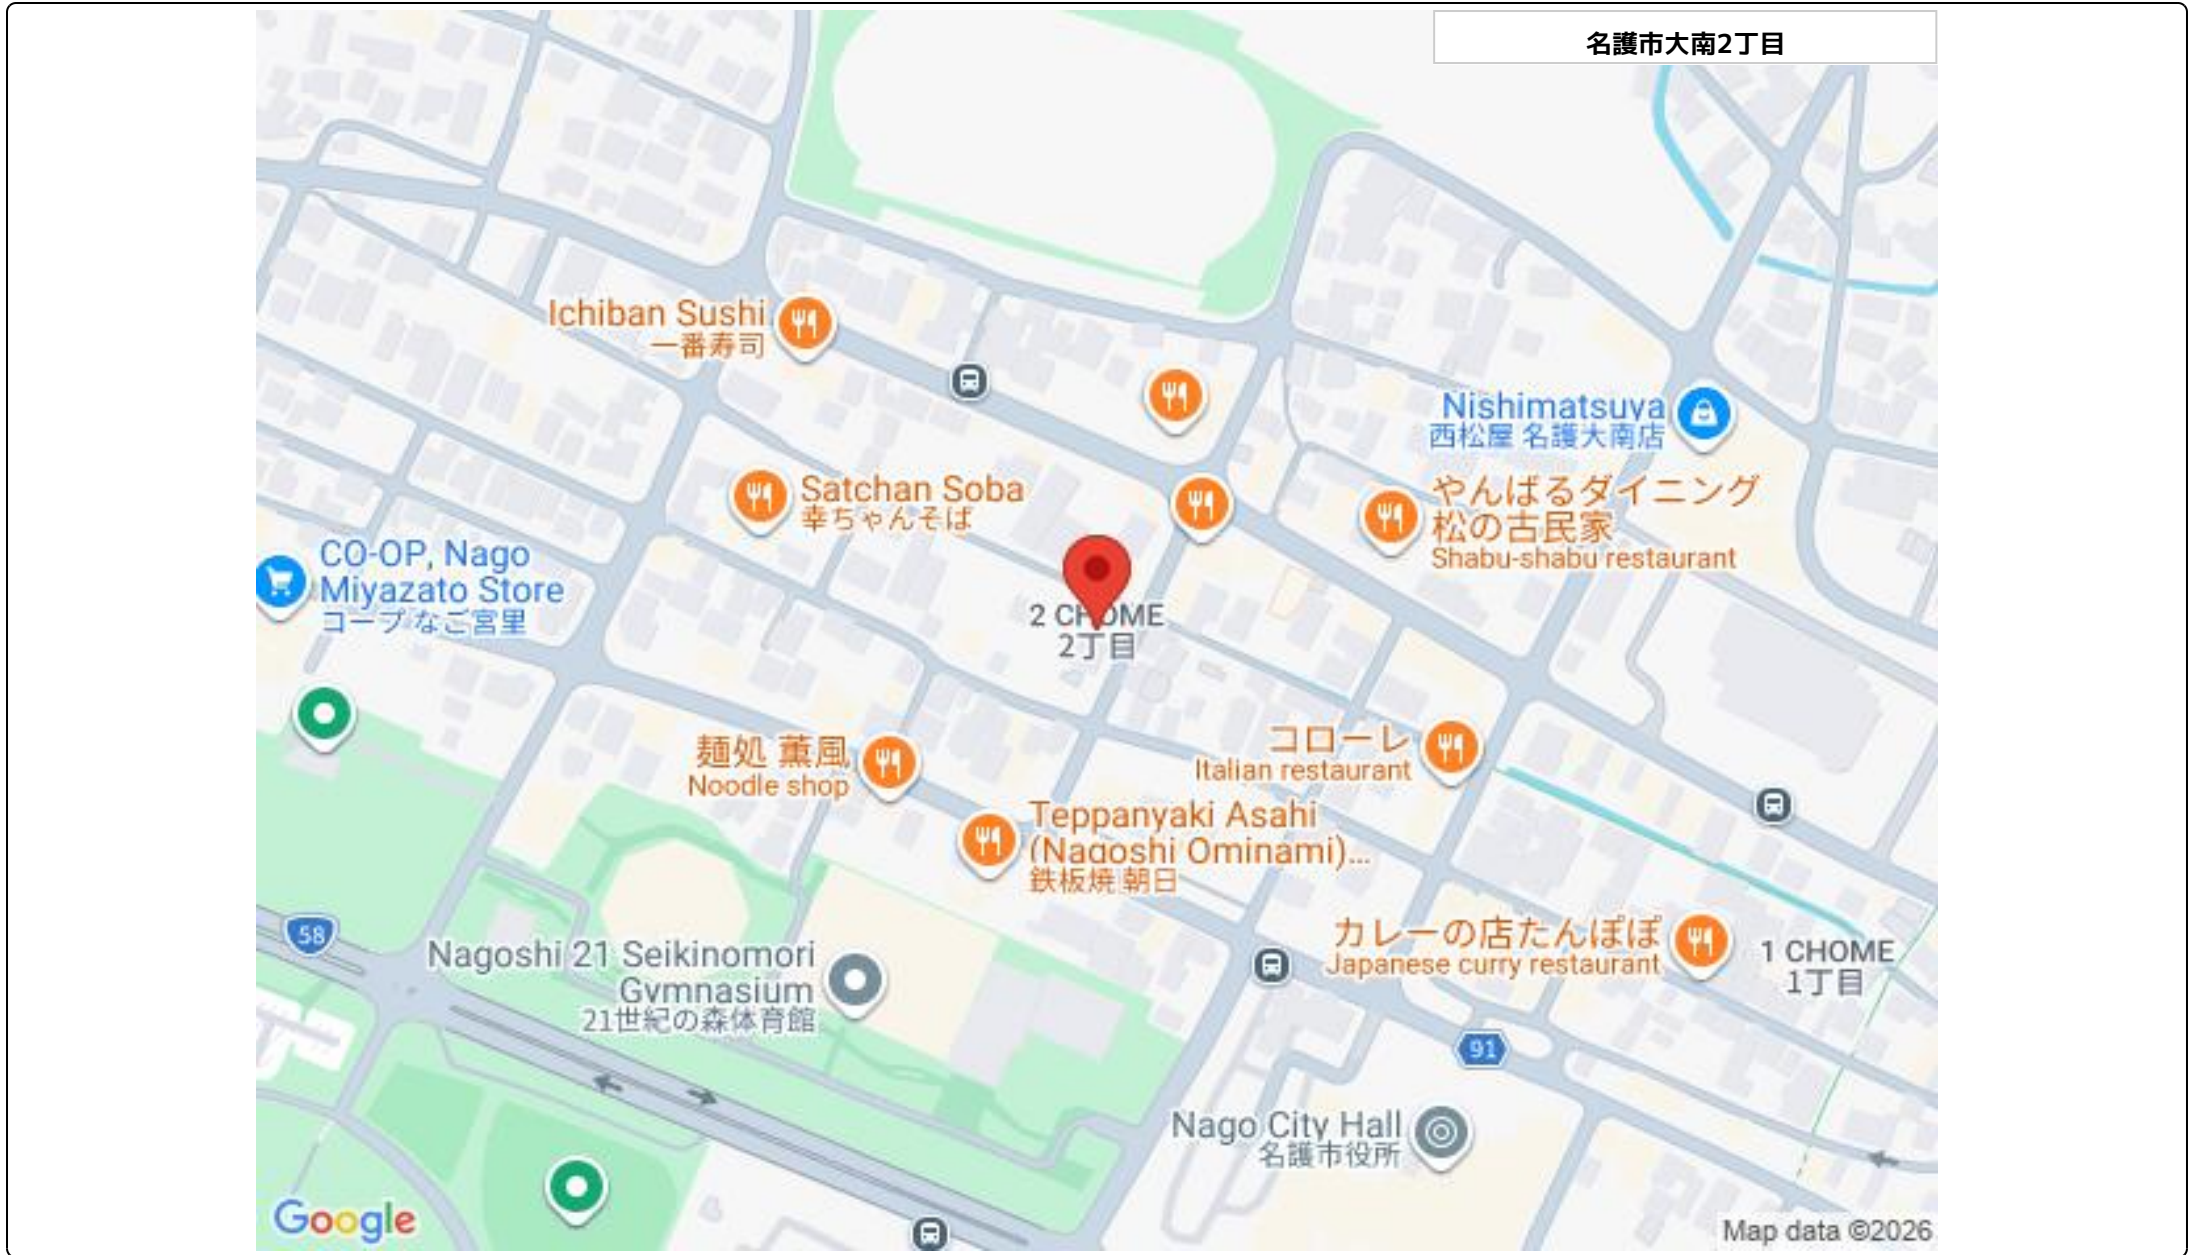 名護市大南2丁目
Ichiban Sushi
一番寿司
Nishimatsuya
西松屋 名護大南店
Satchan Soba
幸ちゃんそば
やんばるダイニング
松の古民家
Shabu-shabu restaurant
CO-OP, Nago
Miyazato Store
コープ なご宮里
2 CHOME
2丁目
麺処 薫風
Noodle shop
コローレ
Italian restaurant
Teppanyaki Asahi
(Nagoshi Ominami)...
鉄板焼 朝日
58
カレーの店たんぽぽ
Japanese curry restaurant
1 CHOME
1丁目
Nagoshi 21 Seikinomori
Gymnasium
21世紀の森体育館
91
Nago City Hall
名護市役所
Google
Map data ©2026